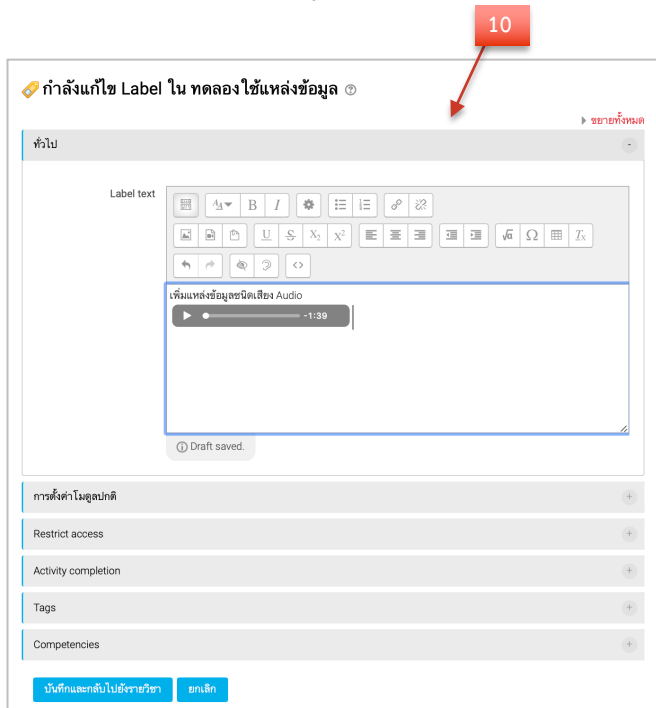 10
กำลังแก้ไข Label ใน ทดลองใช้แหล่งข้อมูล
ขยายทั้งหมด
ทั่วไป
Label text
B I
U S X₂ X² √a Ω Tx
เพิ่มแหล่งข้อมูลชนิดเสียง Audio
-1:39
Draft saved.
การตั้งค่าโมดูลปกติ
Restrict access
Activity completion
Tags
Competencies
บันทึกและกลับไปยังรายวิชา ยกเลิก